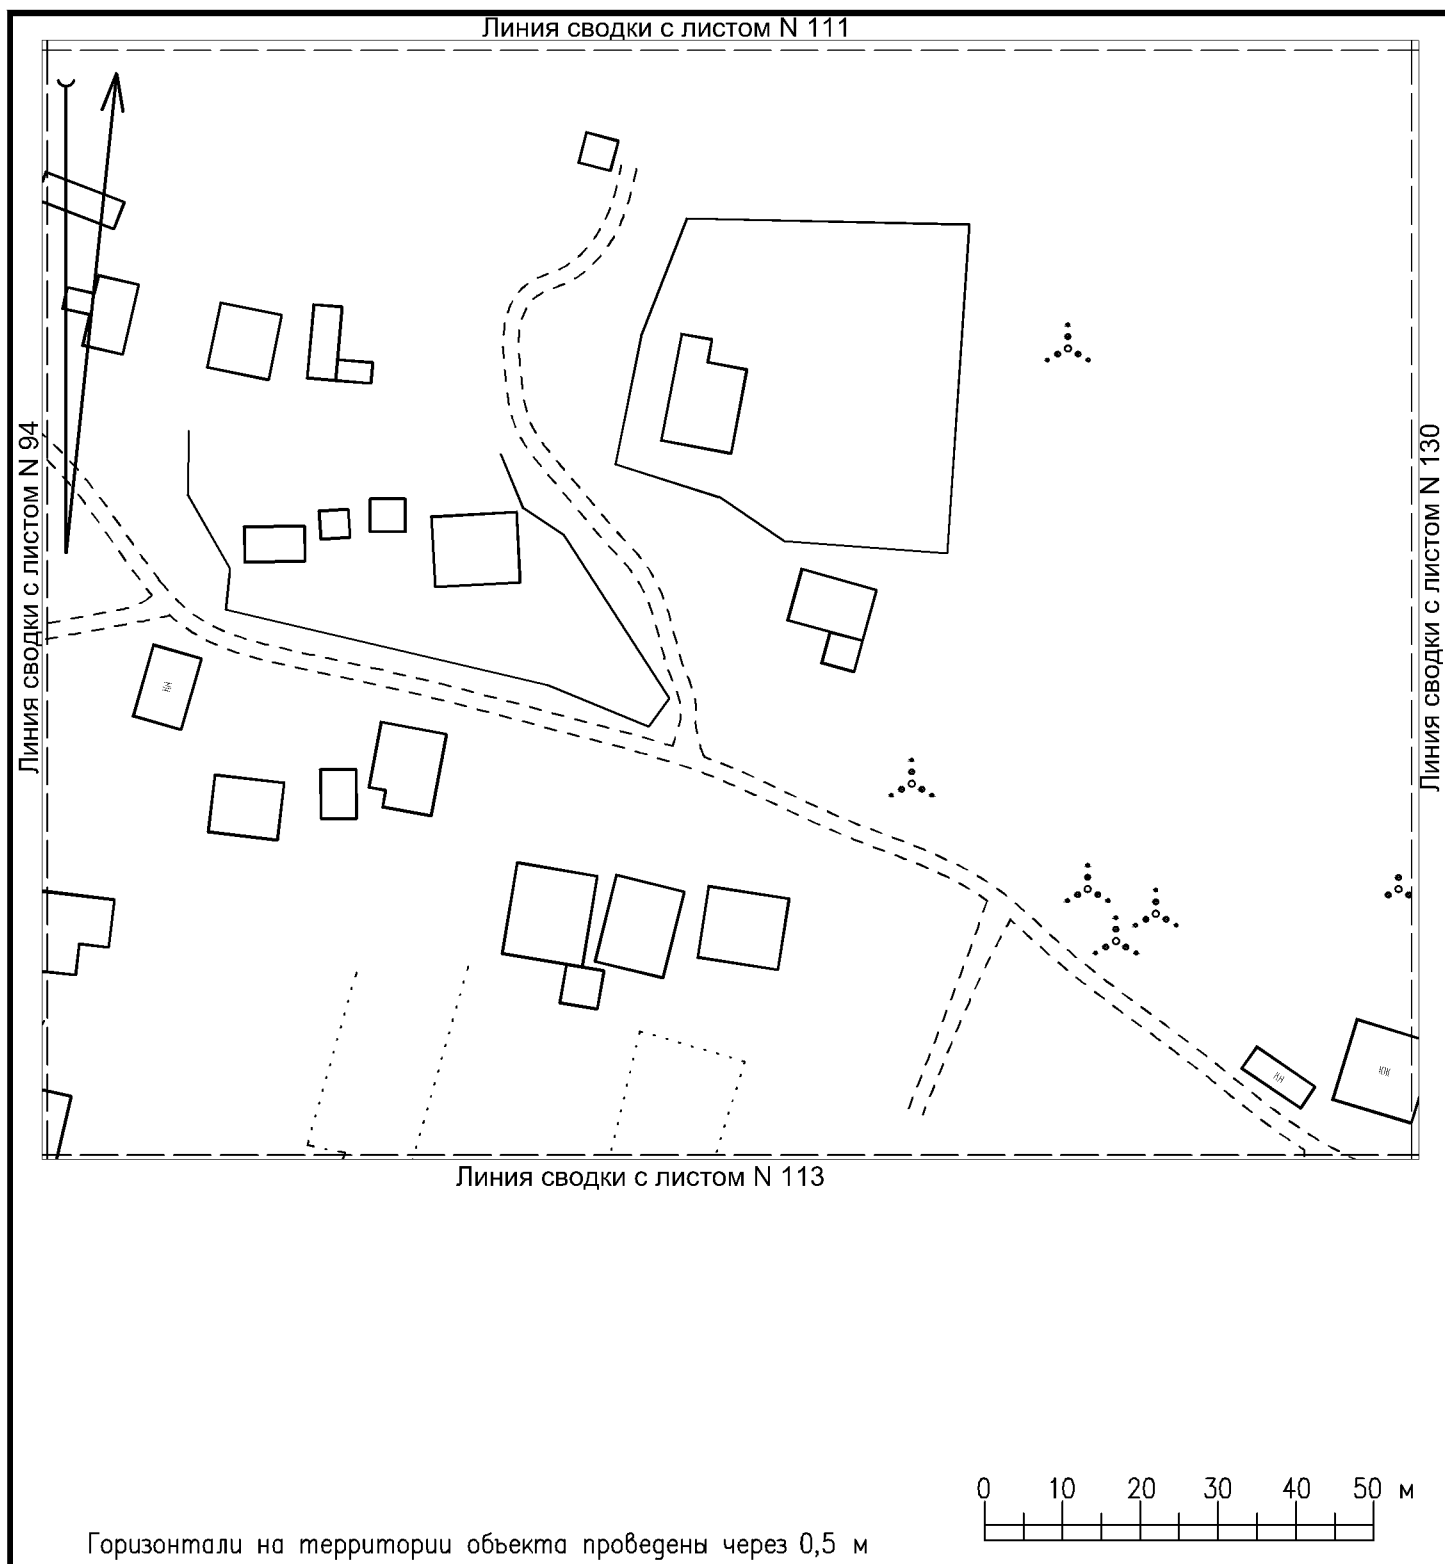 Линия сводки с листом N 111
Линия сводки с листом N 94
Линия сводки с листом N 130
КН
Линия сводки с листом N 113
0 10 20 30 40 50 м
Горизонтали на территории объекта проведены через 0,5 м